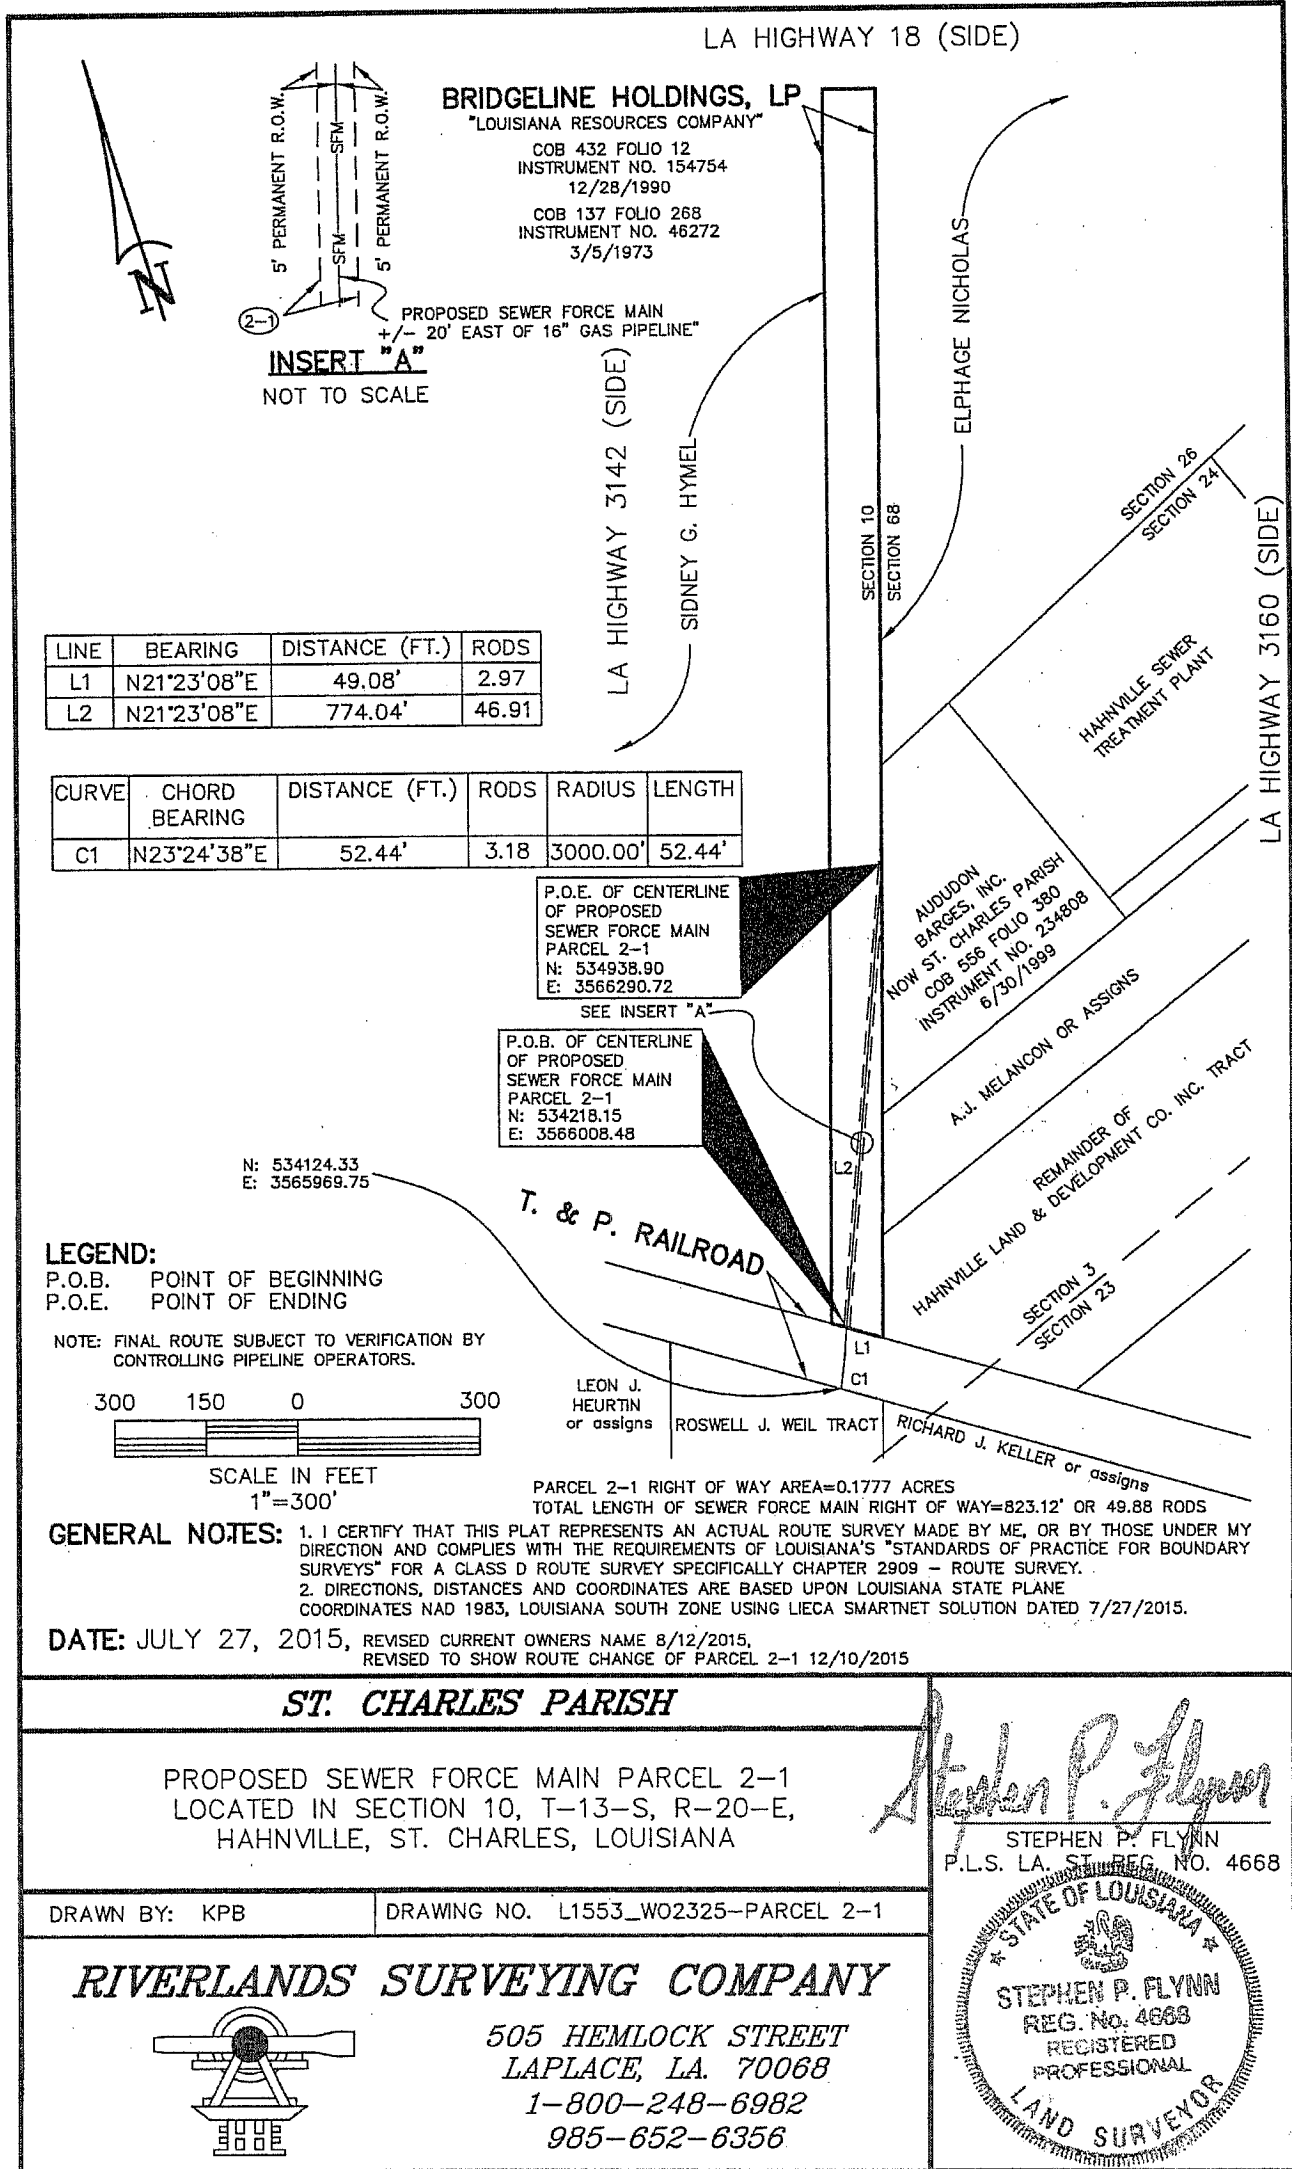 LA HIGHWAY 18 (SIDE)
BRIDGELINE HOLDINGS, LP
"LOUISIANA RESOURCES COMPANY"
COB 432 FOLIO 12
INSTRUMENT NO. 154754
12/28/1990
COB 137 FOLIO 268
INSTRUMENT NO. 46272
3/5/1973
N
5' PERMANENT R.O.W.
SFM
SFM
5' PERMANENT R.O.W.
2-1
PROPOSED SEWER FORCE MAIN
+/- 20' EAST OF 16" GAS PIPELINE"
INSERT "A"
NOT TO SCALE
LA HIGHWAY 3142 (SIDE)
SIDNEY G. HYMEL
ELPHAGE NICHOLAS
SECTION 10
SECTION 68
SECTION 26
SECTION 24
LA HIGHWAY 3160 (SIDE)
HAHNVILLE SEWER
TREATMENT PLANT
LINE BEARING DISTANCE (FT.) RODS
L1 N21°23'08"E 49.08' 2.97
L2 N21°23'08"E 774.04' 46.91
CURVE CHORD BEARING DISTANCE (FT.) RODS RADIUS LENGTH
C1 N23°24'38"E 52.44' 3.18 3000.00' 52.44'
P.O.E. OF CENTERLINE
OF PROPOSED
SEWER FORCE MAIN
PARCEL 2-1
N: 534938.90
E: 3566290.72
SEE INSERT "A"
P.O.B. OF CENTERLINE
OF PROPOSED
SEWER FORCE MAIN
PARCEL 2-1
N: 534218.15
E: 3566008.48
AUDUDON
BARGES, INC.
NOW ST. CHARLES PARISH
COB 556 FOLIO 380
INSTRUMENT NO. 234808
6/30/1999
A.J. MELANCON OR ASSIGNS
REMAINDER OF
HAHNVILLE LAND & DEVELOPMENT CO. INC. TRACT
SECTION 3
SECTION 23
L2
N: 534124.33
E: 3565969.75
T. & P. RAILROAD
L1
C1
LEGEND:
P.O.B. POINT OF BEGINNING
P.O.E. POINT OF ENDING
NOTE: FINAL ROUTE SUBJECT TO VERIFICATION BY
CONTROLLING PIPELINE OPERATORS.
300 150 0 300
SCALE IN FEET
1"=300'
LEON J.
HEURTIN
or assigns
ROSWELL J. WEIL TRACT
RICHARD J. KELLER or assigns
PARCEL 2-1 RIGHT OF WAY AREA=0.1777 ACRES
TOTAL LENGTH OF SEWER FORCE MAIN RIGHT OF WAY=823.12' OR 49.88 RODS
GENERAL NOTES: 1. I CERTIFY THAT THIS PLAT REPRESENTS AN ACTUAL ROUTE SURVEY MADE BY ME, OR BY THOSE UNDER MY
DIRECTION AND COMPLIES WITH THE REQUIREMENTS OF LOUISIANA'S "STANDARDS OF PRACTICE FOR BOUNDARY
SURVEYS" FOR A CLASS D ROUTE SURVEY SPECIFICALLY CHAPTER 2909 - ROUTE SURVEY.
2. DIRECTIONS, DISTANCES AND COORDINATES ARE BASED UPON LOUISIANA STATE PLANE
COORDINATES NAD 1983, LOUISIANA SOUTH ZONE USING LIECA SMARTNET SOLUTION DATED 7/27/2015.
DATE: JULY 27, 2015, REVISED CURRENT OWNERS NAME 8/12/2015,
REVISED TO SHOW ROUTE CHANGE OF PARCEL 2-1 12/10/2015
ST. CHARLES PARISH
PROPOSED SEWER FORCE MAIN PARCEL 2-1
LOCATED IN SECTION 10, T-13-S, R-20-E,
HAHNVILLE, ST. CHARLES, LOUISIANA
DRAWN BY: KPB
DRAWING NO. L1553_W02325-PARCEL 2-1
RIVERLANDS SURVEYING COMPANY
505 HEMLOCK STREET
LAPLACE, LA. 70068
1-800-248-6982
985-652-6356
Stephen P. Flynn
STEPHEN P. FLYNN
P.L.S. LA. ST. REG. NO. 4668
STATE OF LOUISIANA
STEPHEN P. FLYNN
REG. No. 4668
REGISTERED
PROFESSIONAL
LAND SURVEYOR